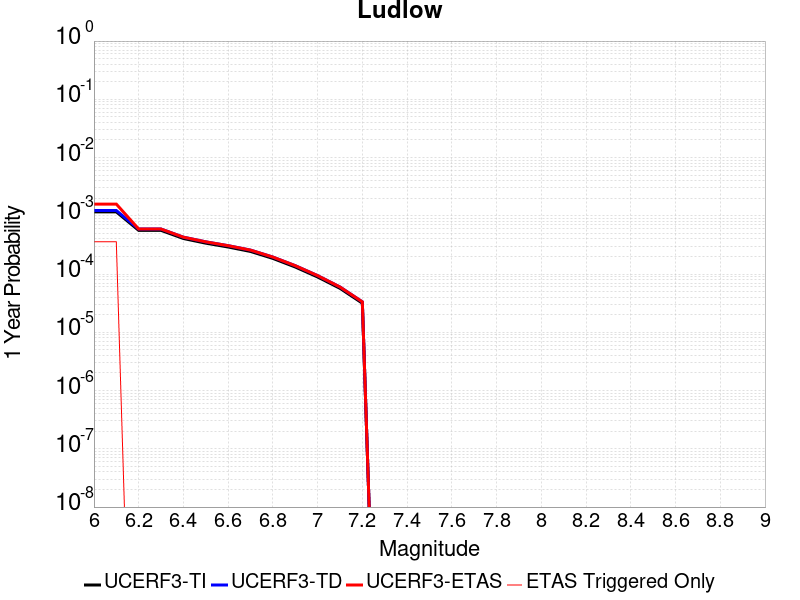 Ludlow
10^0
10^-1
10^-2
10^-3
10^-4
10^-5
10^-6
10^-7
10^-8
1 Year Probability
6 6.2 6.4 6.6 6.8 7 7.2 7.4 7.6 7.8 8 8.2 8.4 8.6 8.8 9
Magnitude
UCERF3-TI UCERF3-TD UCERF3-ETAS ETAS Triggered Only